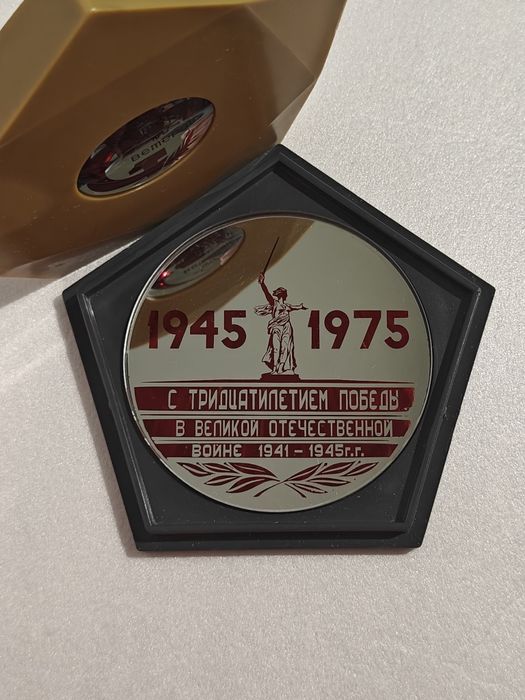 1945 1975
С ТРИДЦАТИЛЕТИЕМ ПОБЕДЫ
В ВЕЛИКОЙ ОТЕЧЕСТВЕННОЙ
ВОЙНЕ 1941 - 1945г.г.